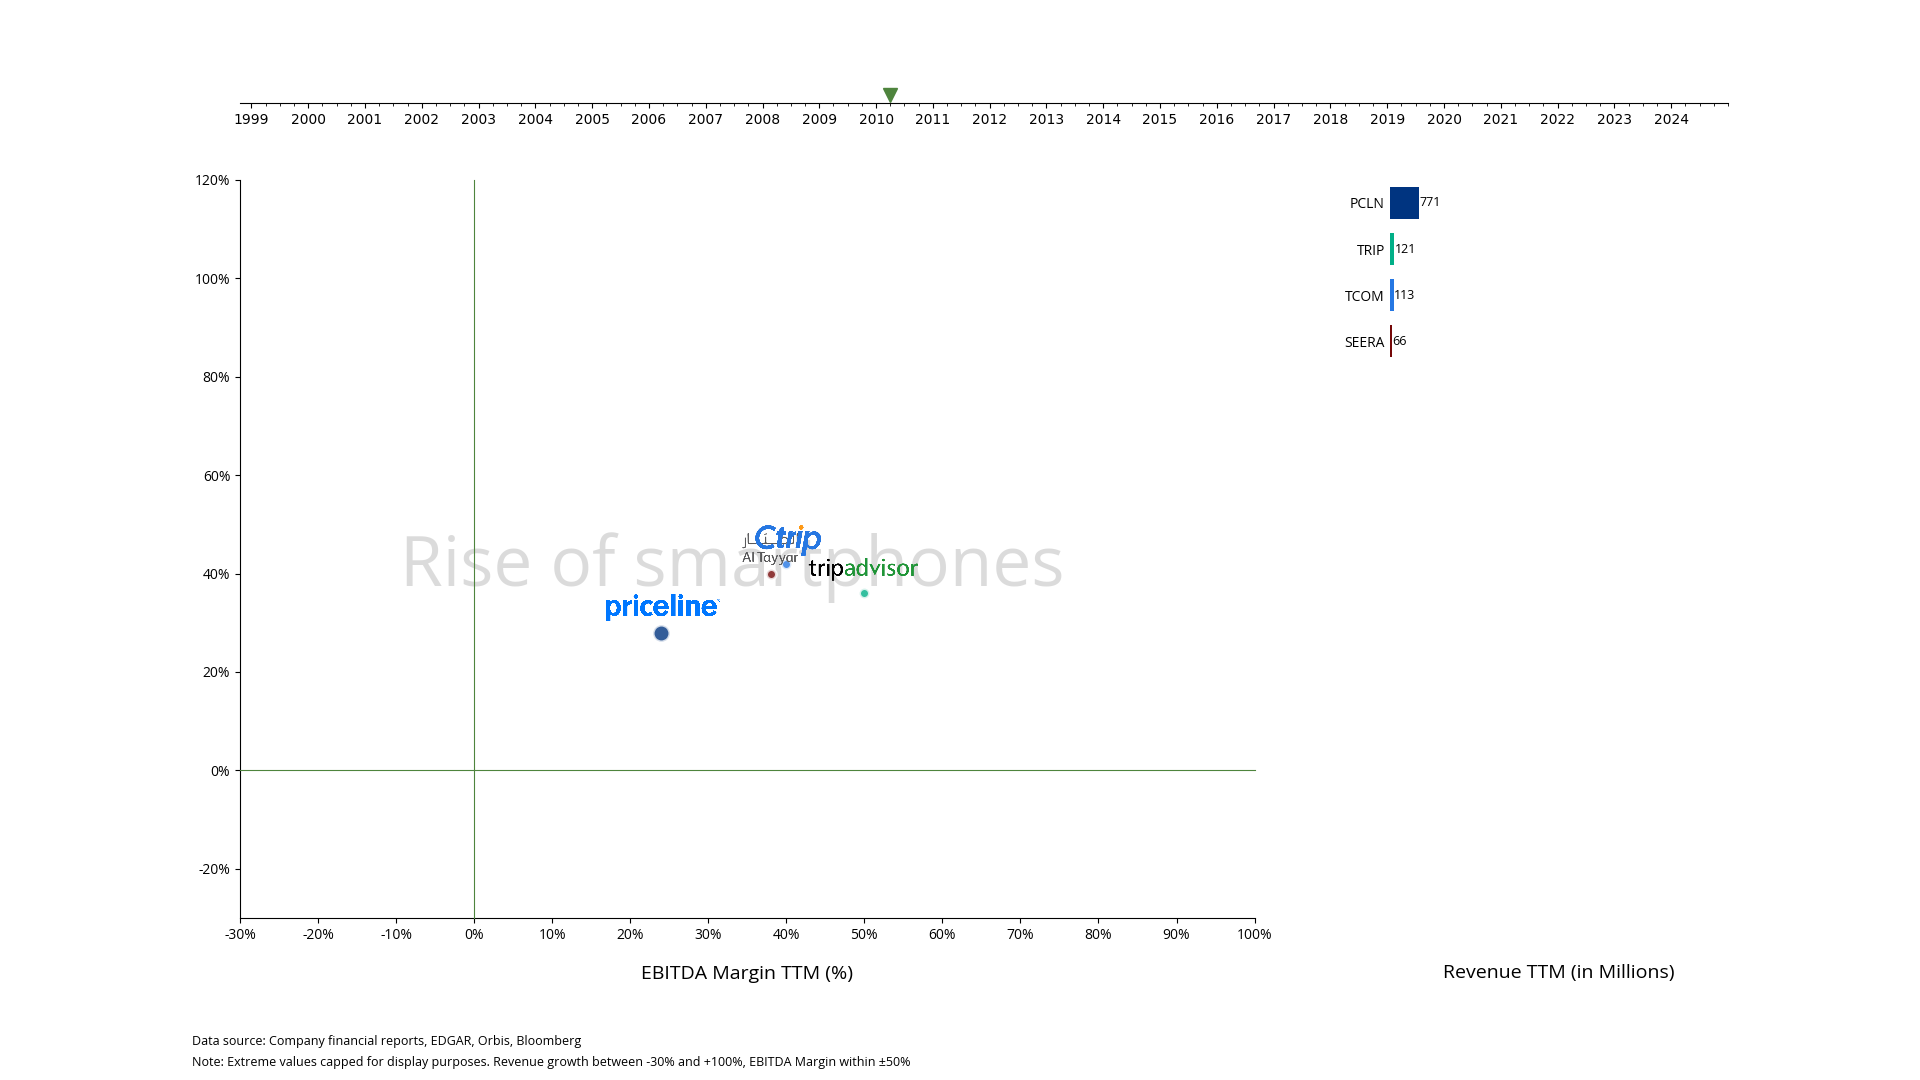 1999 2000 2001 2002 2003 2004 2005 2006 2007 2008 2009 2010 2011 2012 2013 2014 2015 2016 2017 2018 2019 2020 2021 2022 2023 2024
120%
100%
80%
60%
40%
20%
0%
-20%
Rise of smartphones
Ctrip
Al Tayyar
tripadvisor
priceline
-30% -20% -10% 0% 10% 20% 30% 40% 50% 60% 70% 80% 90% 100%
EBITDA Margin TTM (%)
PCLN 771
TRIP 121
TCOM 113
SEERA 66
Revenue TTM (in Millions)
Data source: Company financial reports, EDGAR, Orbis, Bloomberg
Note: Extreme values capped for display purposes. Revenue growth between -30% and +100%, EBITDA Margin within ±50%